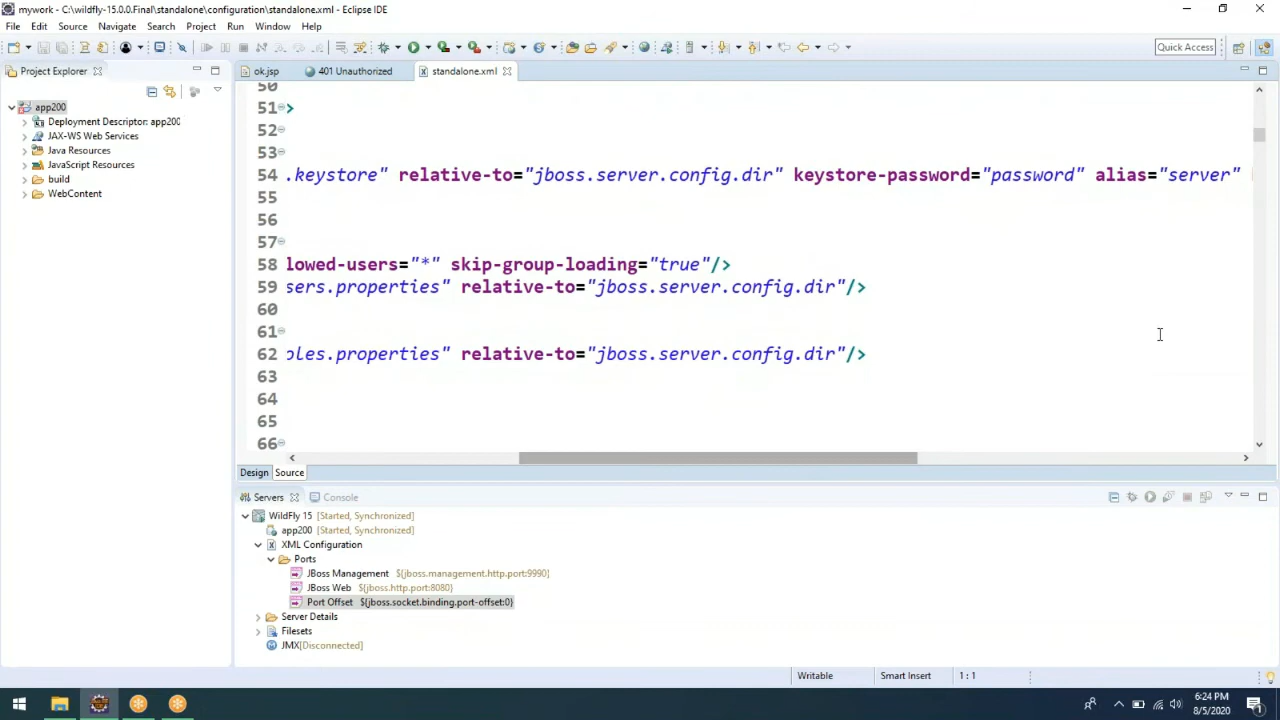 mywork - C:\wildfly-15.0.0.Final\standalone\configuration\standalone.xml - Eclipse IDE
File Edit Source Navigate Search Project Run Window Help
Quick Access
Project Explorer
ok.jsp 401 Unauthorized standalone.xml
app200
Deployment Descriptor: app200
JAX-WS Web Services
Java Resources
JavaScript Resources
build
WebContent
50
51 >
52
53
54 .keystore" relative-to="jboss.server.config.dir" keystore-password="password" alias="server"
55
56
57
58 lowed-users="*" skip-group-loading="true"/>
59 sers.properties" relative-to="jboss.server.config.dir"/>
60
61
62 oles.properties" relative-to="jboss.server.config.dir"/>
63
64
65
66
Design Source
Servers Console
WildFly 15 [Started, Synchronized]
app200 [Started, Synchronized]
XML Configuration
Ports
JBoss Management ${jboss.management.http.port:9990}
JBoss Web ${jboss.http.port:8080}
Port Offset ${jboss.socket.binding.port-offset:0}
Server Details
Filesets
JMX[Disconnected]
Writable Smart Insert 1 : 1
6:24 PM
8/5/2020